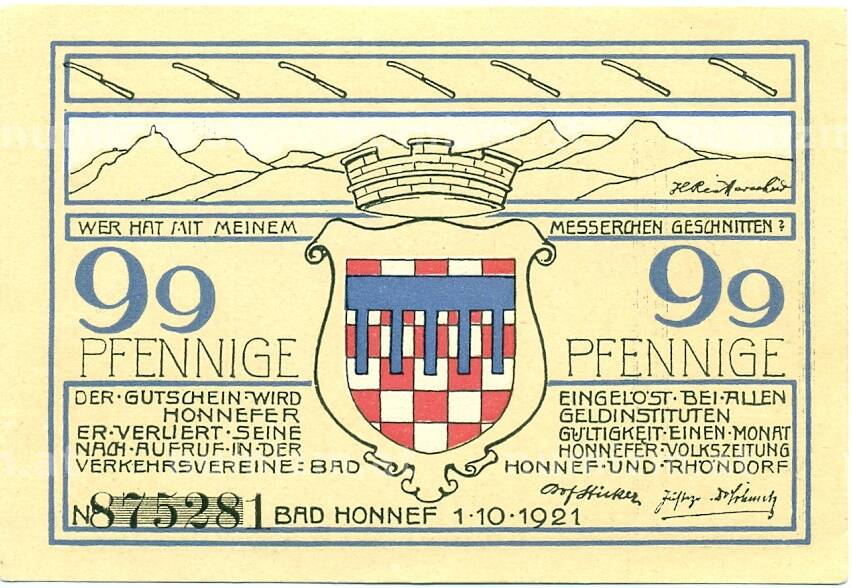 WER HAT MIT MEINEM MESSERCHEN GESCHNITTEN?
99 99
PFENNIGE PFENNIGE
DER·GUTSCHEIN·WIRD EINGELÖST·BEI·ALLEN
HONNEFER GELDINSTITUTEN
ER·VERLIERT·SEINE GÜLTIGKEIT·EINEN·MONAT
NACH·AUFRUF·IN·DER HONNEFER·VOLKSZEITUNG
VERKEHRSVEREINE: BAD HONNEF·UND·RHÖNDORF
No 875281 BAD HONNEF 1·10·1921